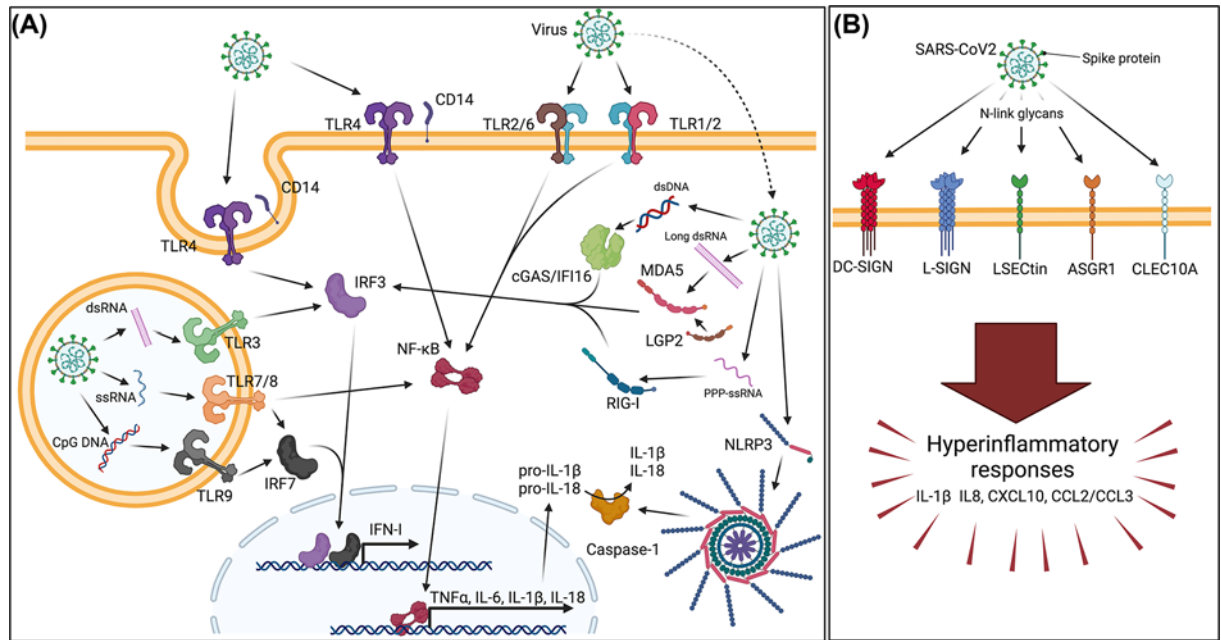 (A)
Virus
CD14
TLR4
TLR2/6
TLR1/2
CD14
TLR4
dsDNA
Long dsRNA
cGAS/IFI16
MDA5
IRF3
LGP2
dsRNA
TLR3
NF-κB
TLR7/8
ssRNA
RIG-I
PPP-ssRNA
CpG DNA
NLRP3
TLR9
IRF7
pro-IL-1β
pro-IL-18
IL-1β
IL-18
IFN-I
Caspase-1
TNFα, IL-6, IL-1β, IL-18
(B)
SARS-CoV2
Spike protein
N-link glycans
DC-SIGN
L-SIGN
LSECtin
ASGR1
CLEC10A
Hyperinflammatory
responses
IL-1β IL8, CXCL10, CCL2/CCL3